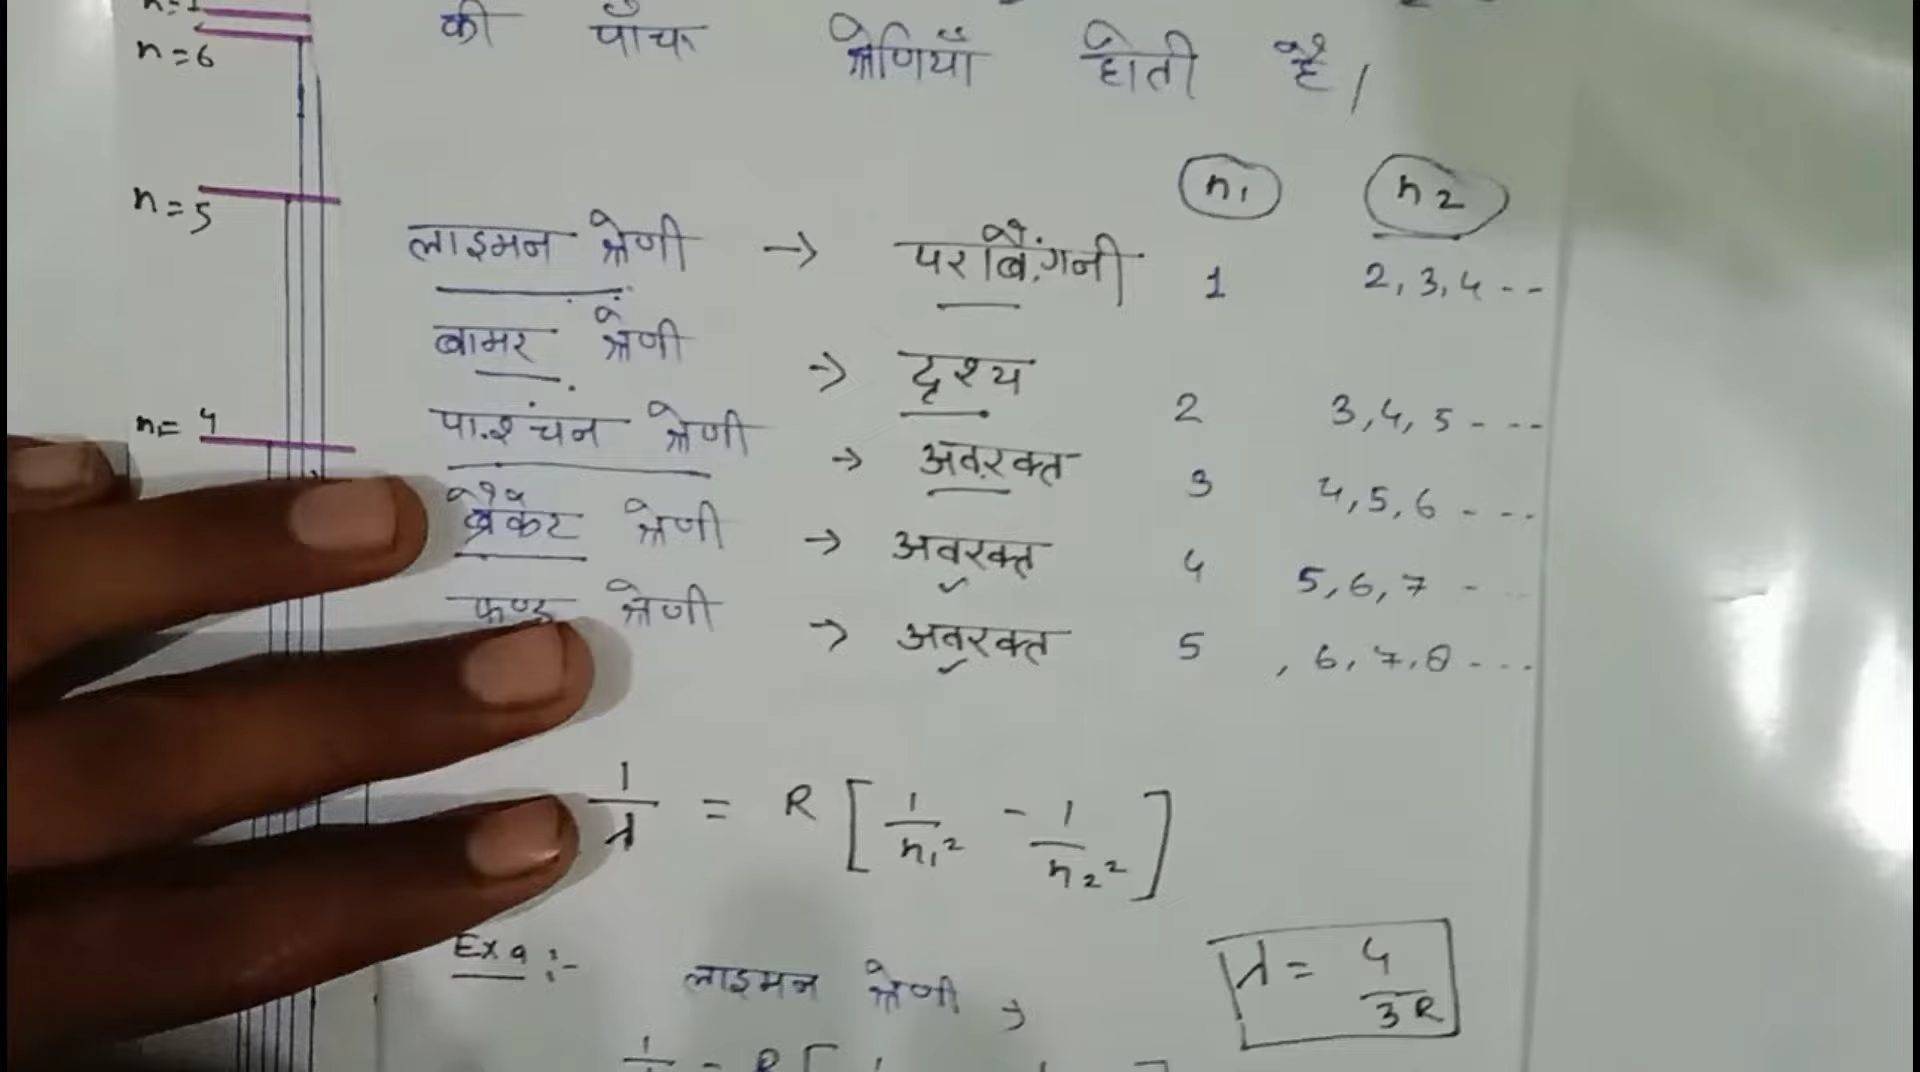 n=6
की पाँच श्रेणियाँ होती है।
n=5
n1 n2
लाइमन श्रेणी → पराबैंगनी 1 2, 3, 4 --
बामर श्रेणी → दृश्य 2 3, 4, 5 ---
n= 4
पाश्चन श्रेणी → अवरक्त 3 4, 5, 6 ---
ब्रैकेट श्रेणी → अवरक्त 4 5, 6, 7 -
फण्ड श्रेणी → अवरक्त 5 , 6, 7, 8 ---
1/λ = R [ 1/n1² - 1/n2² ]
Exa :- लाइमन श्रेणी →
λ = 4/3R